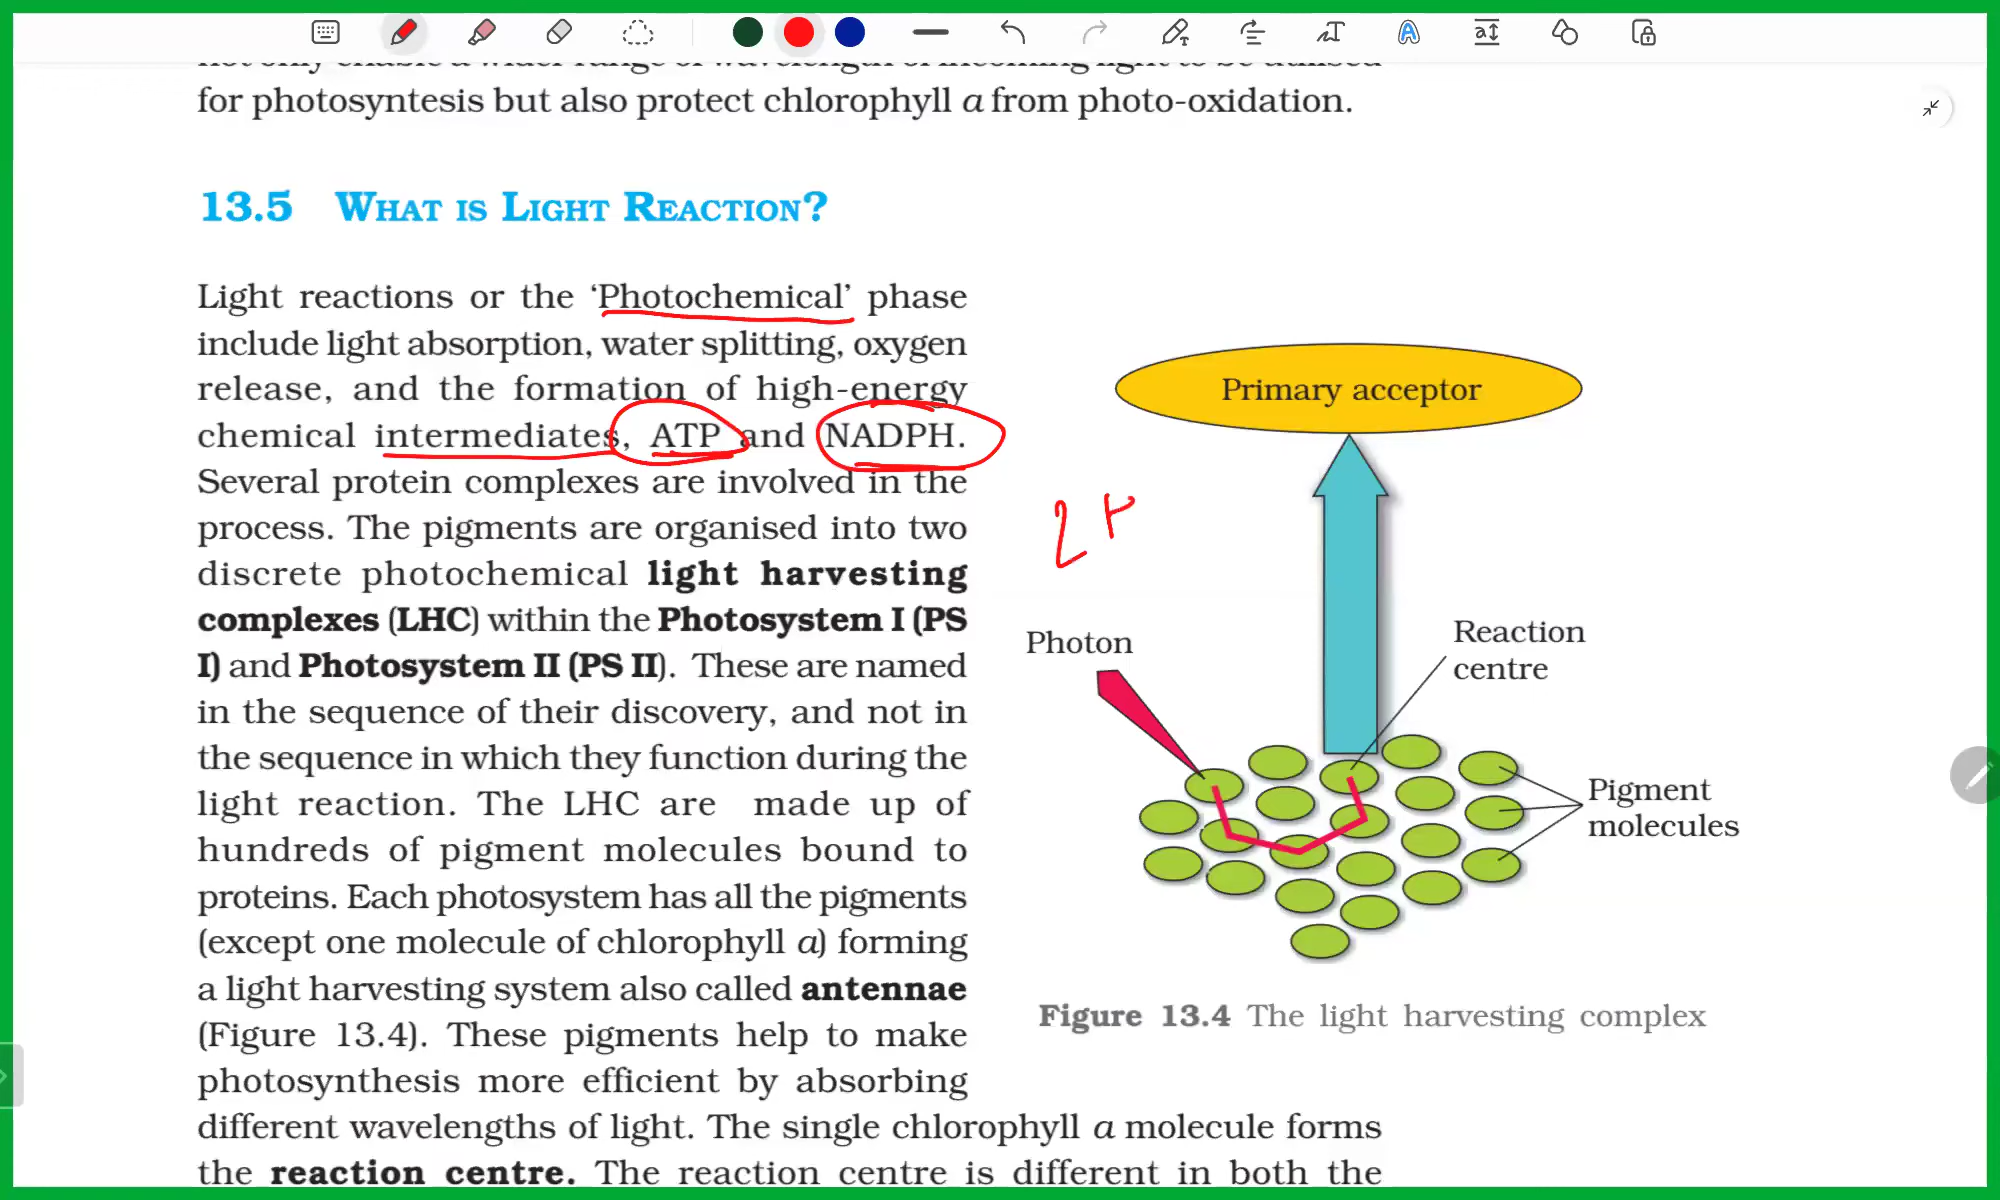 for photosyntesis but also protect chlorophyll a from photo-oxidation.
13.5 WHAT IS LIGHT REACTION?
Light reactions or the ‘Photochemical’ phase
include light absorption, water splitting, oxygen
release, and the formation of high-energy
chemical intermediates, ATP and NADPH.
Several protein complexes are involved in the
process. The pigments are organised into two
discrete photochemical light harvesting
complexes (LHC) within the Photosystem I (PS
I) and Photosystem II (PS II). These are named
in the sequence of their discovery, and not in
the sequence in which they function during the
light reaction. The LHC are made up of
hundreds of pigment molecules bound to
proteins. Each photosystem has all the pigments
(except one molecule of chlorophyll a) forming
a light harvesting system also called antennae
(Figure 13.4). These pigments help to make
photosynthesis more efficient by absorbing
different wavelengths of light. The single chlorophyll a molecule forms
the reaction centre. The reaction centre is different in both the
Primary acceptor
Photon
Reaction
centre
Pigment
molecules
Figure 13.4 The light harvesting complex